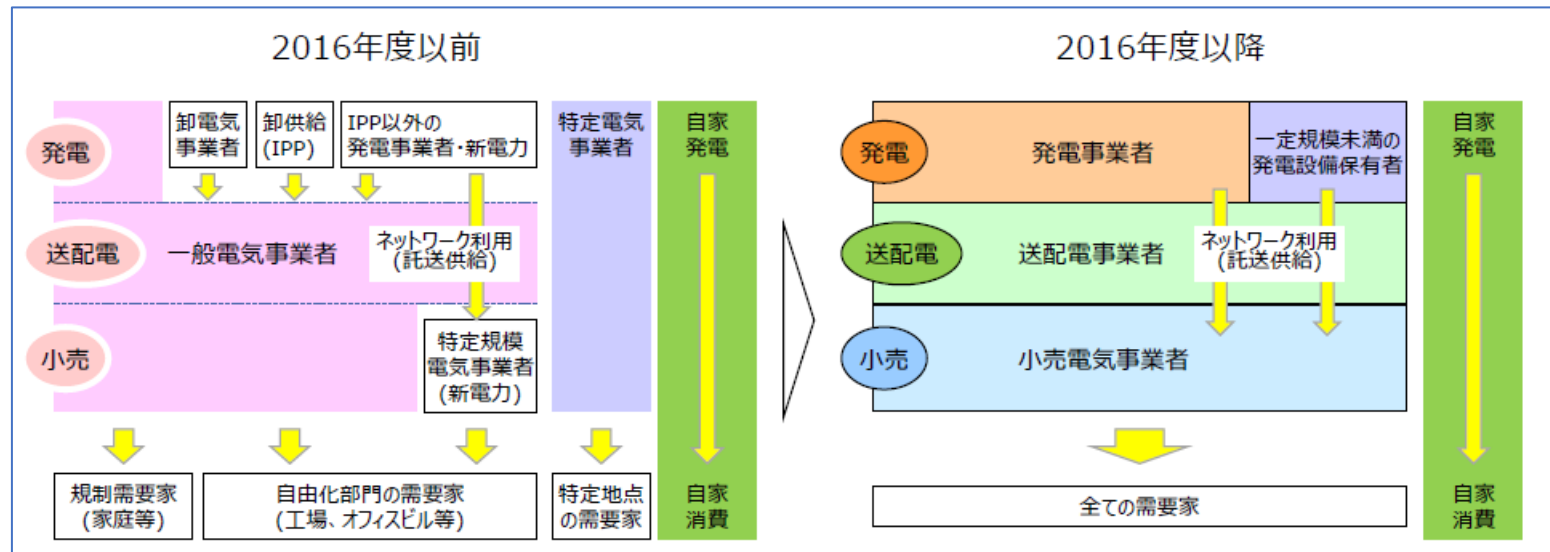 2016年度以前
発電
卸電気
事業者
卸供給
(IPP)
IPP以外の
発電事業者・新電力
特定電気
事業者
自家
発電
送配電
一般電気事業者
ネットワーク利用
(託送供給)
小売
特定規模
電気事業者
(新電力)
規制需要家
(家庭等)
自由化部門の需要家
(工場、オフィスビル等)
特定地点
の需要家
自家
消費
2016年度以降
発電
発電事業者
一定規模未満の
発電設備保有者
自家
発電
送配電
送配電事業者
ネットワーク利用
(託送供給)
小売
小売電気事業者
全ての需要家
自家
消費